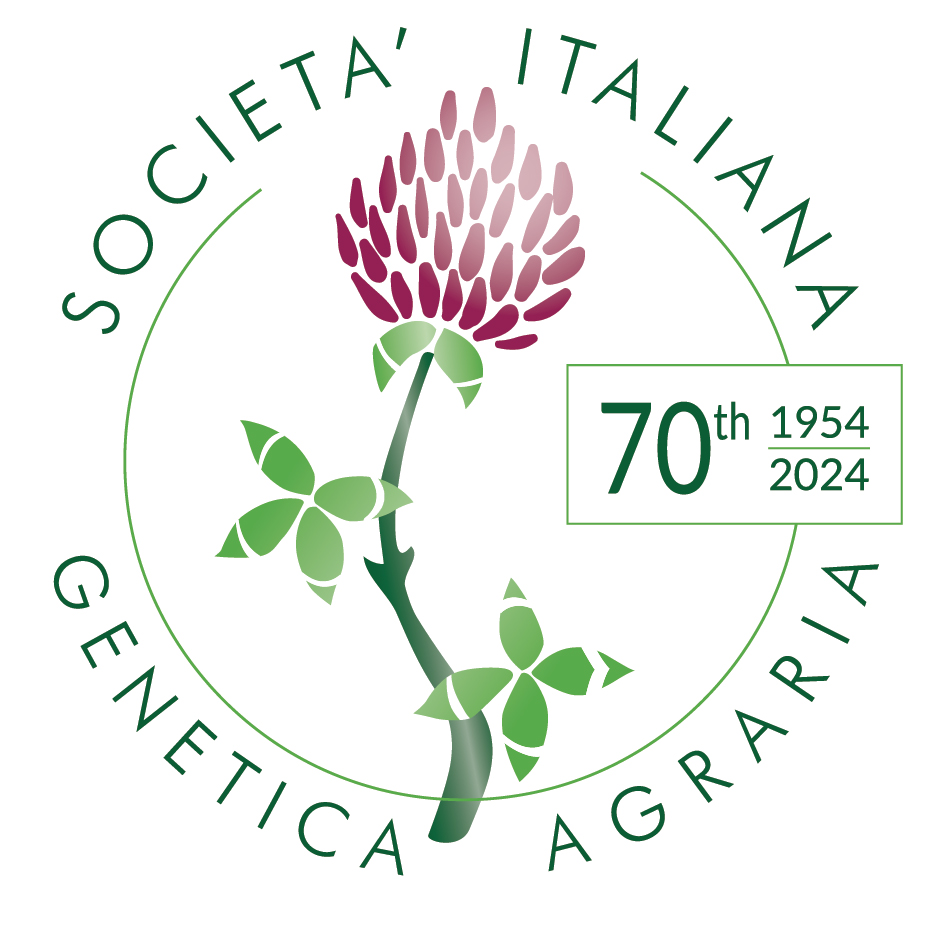 SOCIETA’ ITALIANA
GENETICA AGRARIA
70th
1954
2024